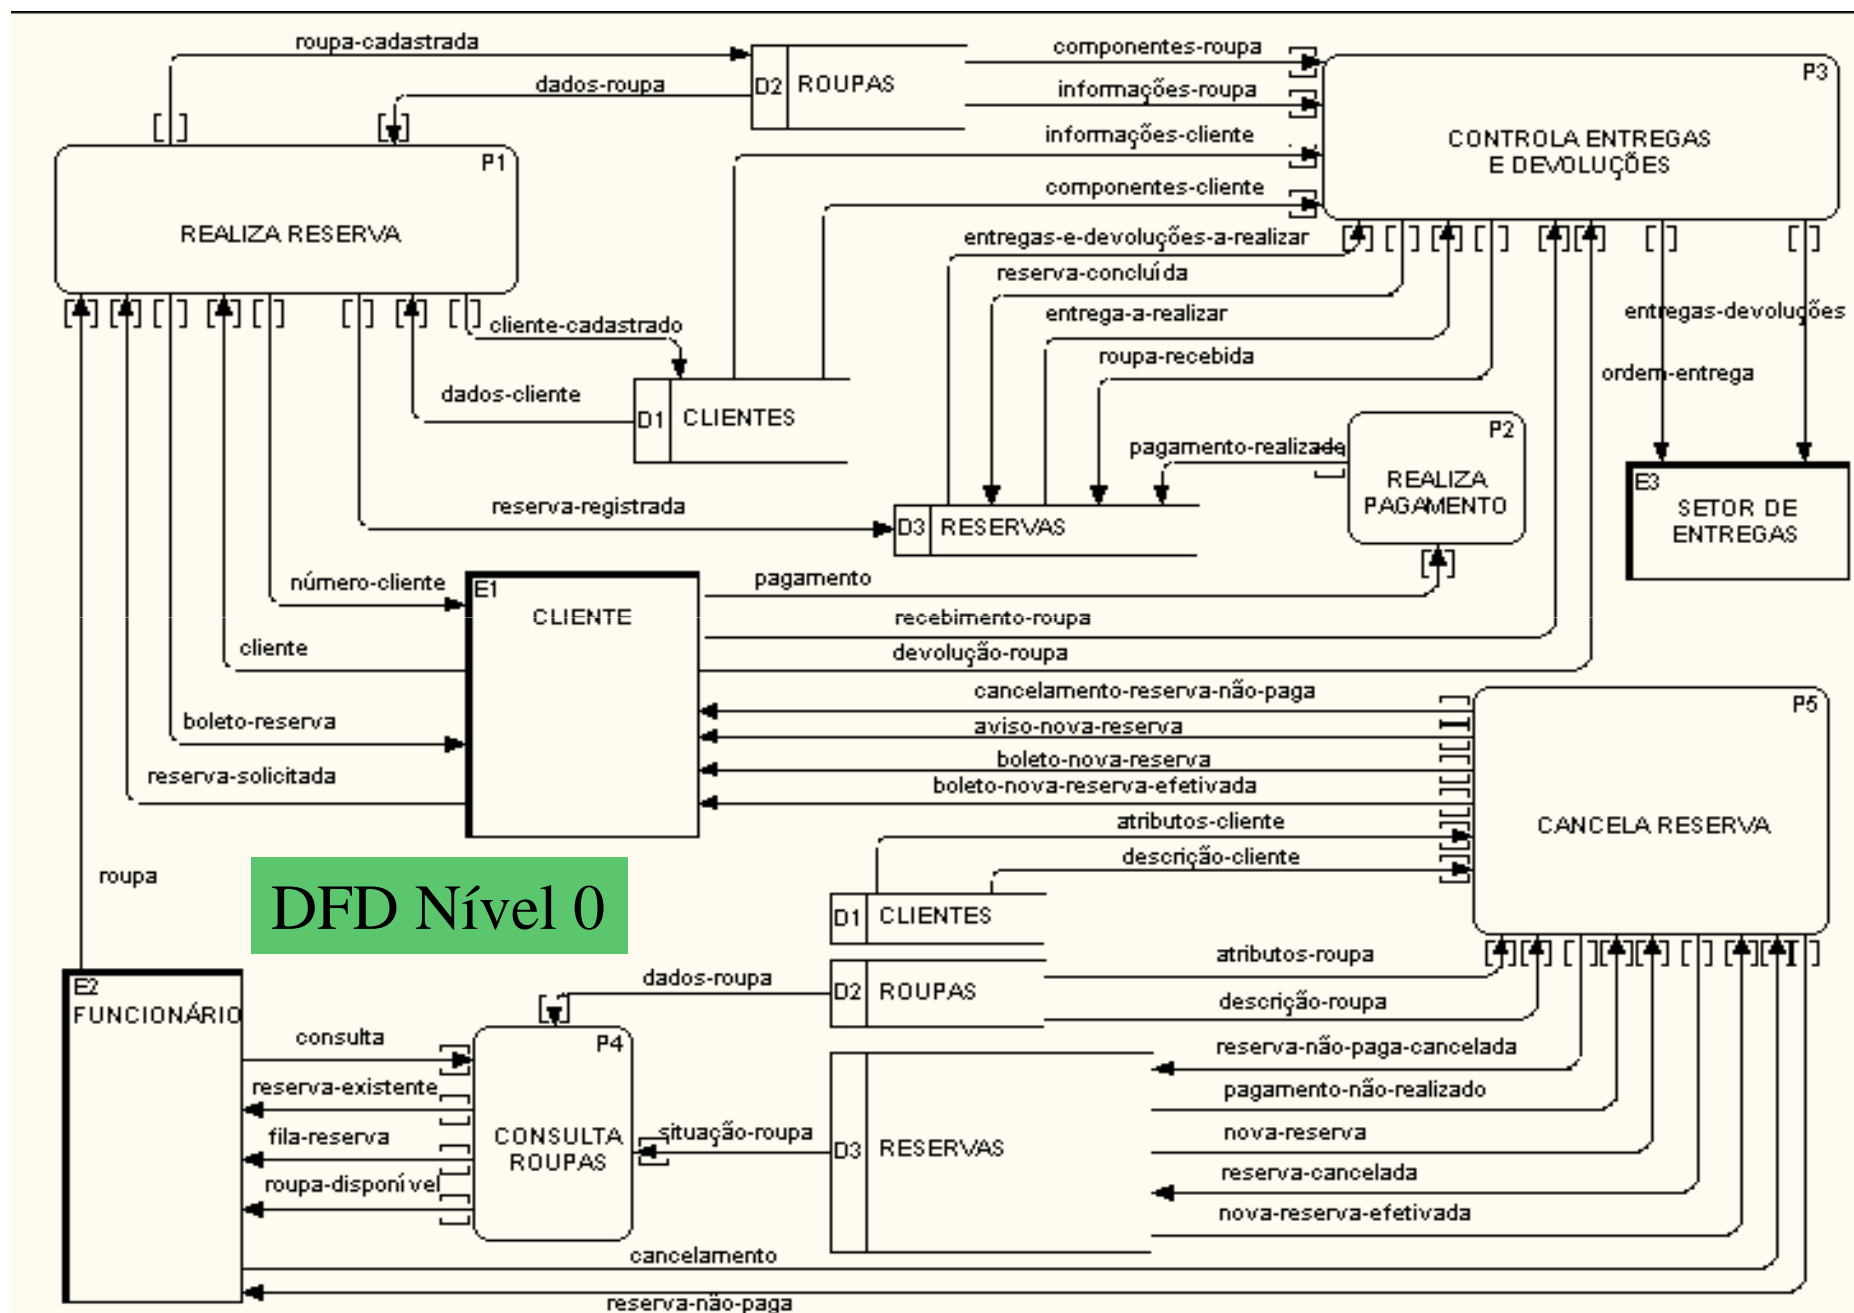 roupa-cadastrada
dados-roupa
D2 ROUPAS
componentes-roupa
informações-roupa
informações-cliente
componentes-cliente
P3
CONTROLA ENTREGAS
E DEVOLUÇÕES
P1
REALIZA RESERVA
entregas-e-devoluções-a-realizar
reserva-concluída
entrega-a-realizar
roupa-recebida
entregas-devoluções
ordem-entrega
cliente-cadastrado
dados-cliente
D1 CLIENTES
pagamento-realizado
P2
REALIZA
PAGAMENTO
E3
SETOR DE
ENTREGAS
reserva-registrada
D3 RESERVAS
número-cliente
E1
CLIENTE
pagamento
recebimento-roupa
devolução-roupa
cliente
boleto-reserva
reserva-solicitada
cancelamento-reserva-não-paga
aviso-nova-reserva
boleto-nova-reserva
boleto-nova-reserva-efetivada
atributos-cliente
descrição-cliente
P5
CANCELA RESERVA
roupa
DFD Nível 0
D1 CLIENTES
D2 ROUPAS
atributos-roupa
descrição-roupa
dados-roupa
E2
FUNCIONÁRIO
consulta
reserva-existente
fila-reserva
roupa-disponível
P4
CONSULTA
ROUPAS
situação-roupa
D3 RESERVAS
reserva-não-paga-cancelada
pagamento-não-realizado
nova-reserva
reserva-cancelada
nova-reserva-efetivada
cancelamento
reserva-não-paga